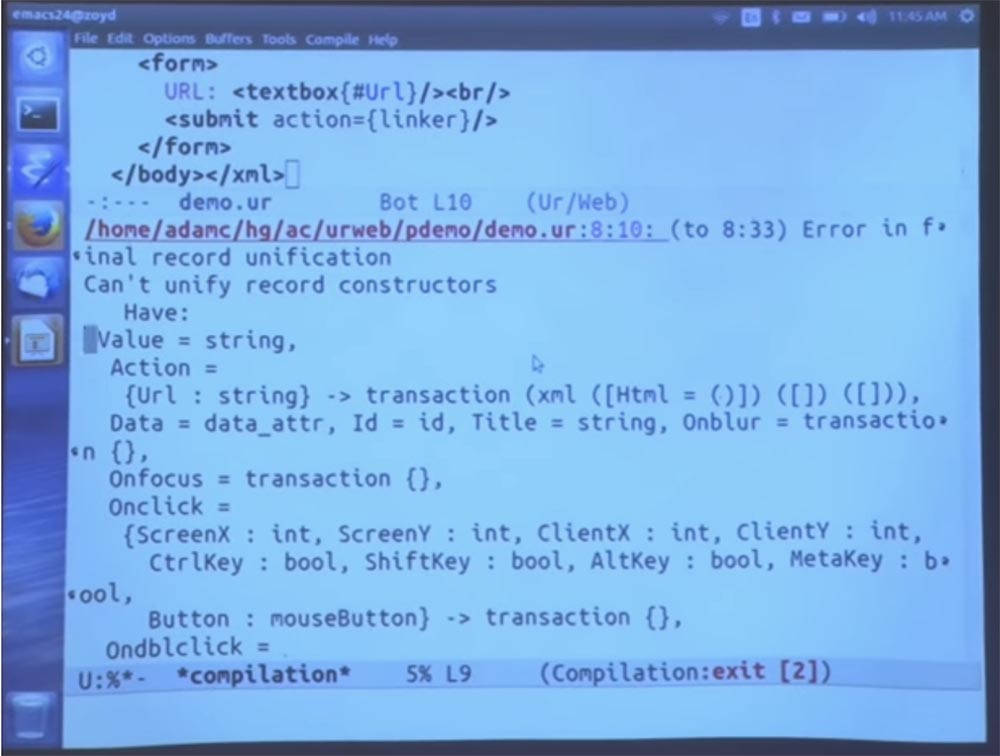 emacs24@zoyd
En
11:45 AM
File Edit Options Buffers Tools Compile Help
<form>
URL: <textbox{#Url}/><br/>
<submit action={linker}/>
</form>
</body></xml>
-:--- demo.ur Bot L10 (Ur/Web)
/home/adamc/hg/ac/urweb/pdemo/demo.ur:8:10: (to 8:33) Error in f
inal record unification
Can't unify record constructors
Have:
Value = string,
Action =
{Url : string} -> transaction (xml ([Html = ()]) ([]) ([])),
Data = data_attr, Id = id, Title = string, Onblur = transactio
n {},
Onfocus = transaction {},
Onclick =
{ScreenX : int, ScreenY : int, ClientX : int, ClientY : int,
CtrlKey : bool, ShiftKey : bool, AltKey : bool, MetaKey : b
ool,
Button : mouseButton} -> transaction {},
Ondblclick =
U:%*- *compilation* 5% L9 (Compilation:exit [2])